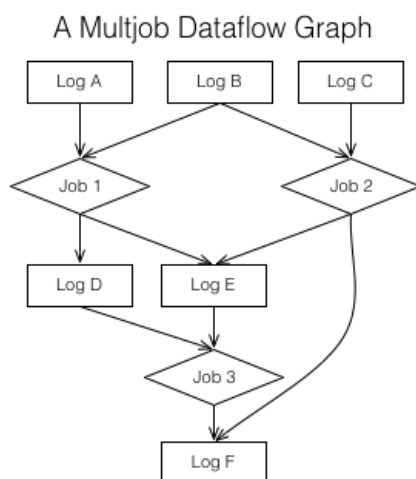 A Multjob Dataflow Graph
Log A
Log B
Log C
Job 1
Job 2
Log D
Log E
Job 3
Log F